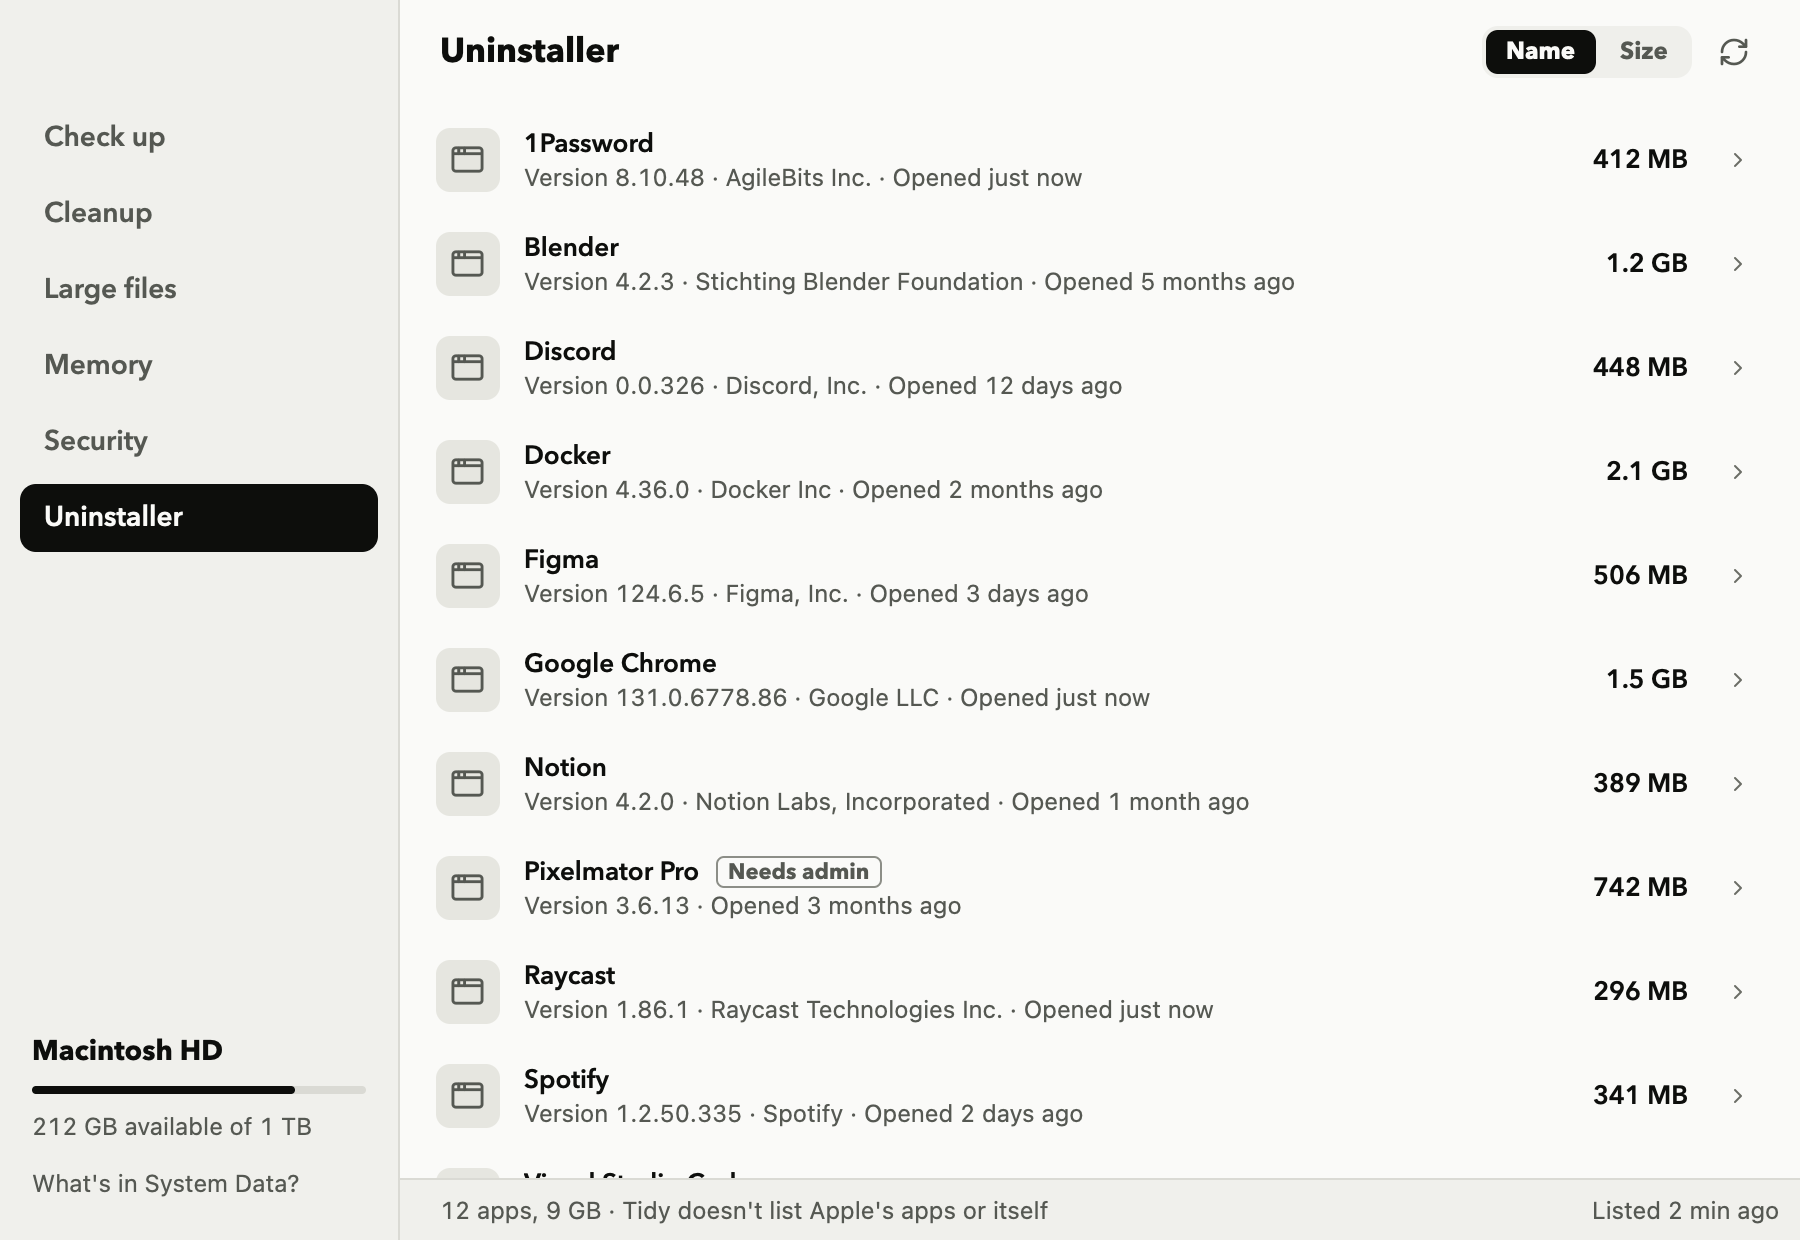 Uninstaller
Name
Size
Check up
Cleanup
Large files
Memory
Security
Uninstaller
1Password
Version 8.10.48 · AgileBits Inc. · Opened just now
412 MB
Blender
Version 4.2.3 · Stichting Blender Foundation · Opened 5 months ago
1.2 GB
Discord
Version 0.0.326 · Discord, Inc. · Opened 12 days ago
448 MB
Docker
Version 4.36.0 · Docker Inc · Opened 2 months ago
2.1 GB
Figma
Version 124.6.5 · Figma, Inc. · Opened 3 days ago
506 MB
Google Chrome
Version 131.0.6778.86 · Google LLC · Opened just now
1.5 GB
Notion
Version 4.2.0 · Notion Labs, Incorporated · Opened 1 month ago
389 MB
Pixelmator Pro Needs admin
Version 3.6.13 · Opened 3 months ago
742 MB
Raycast
Version 1.86.1 · Raycast Technologies Inc. · Opened just now
296 MB
Spotify
Version 1.2.50.335 · Spotify · Opened 2 days ago
341 MB
Visual Studio Code
Macintosh HD
212 GB available of 1 TB
What's in System Data?
12 apps, 9 GB · Tidy doesn't list Apple's apps or itself
Listed 2 min ago